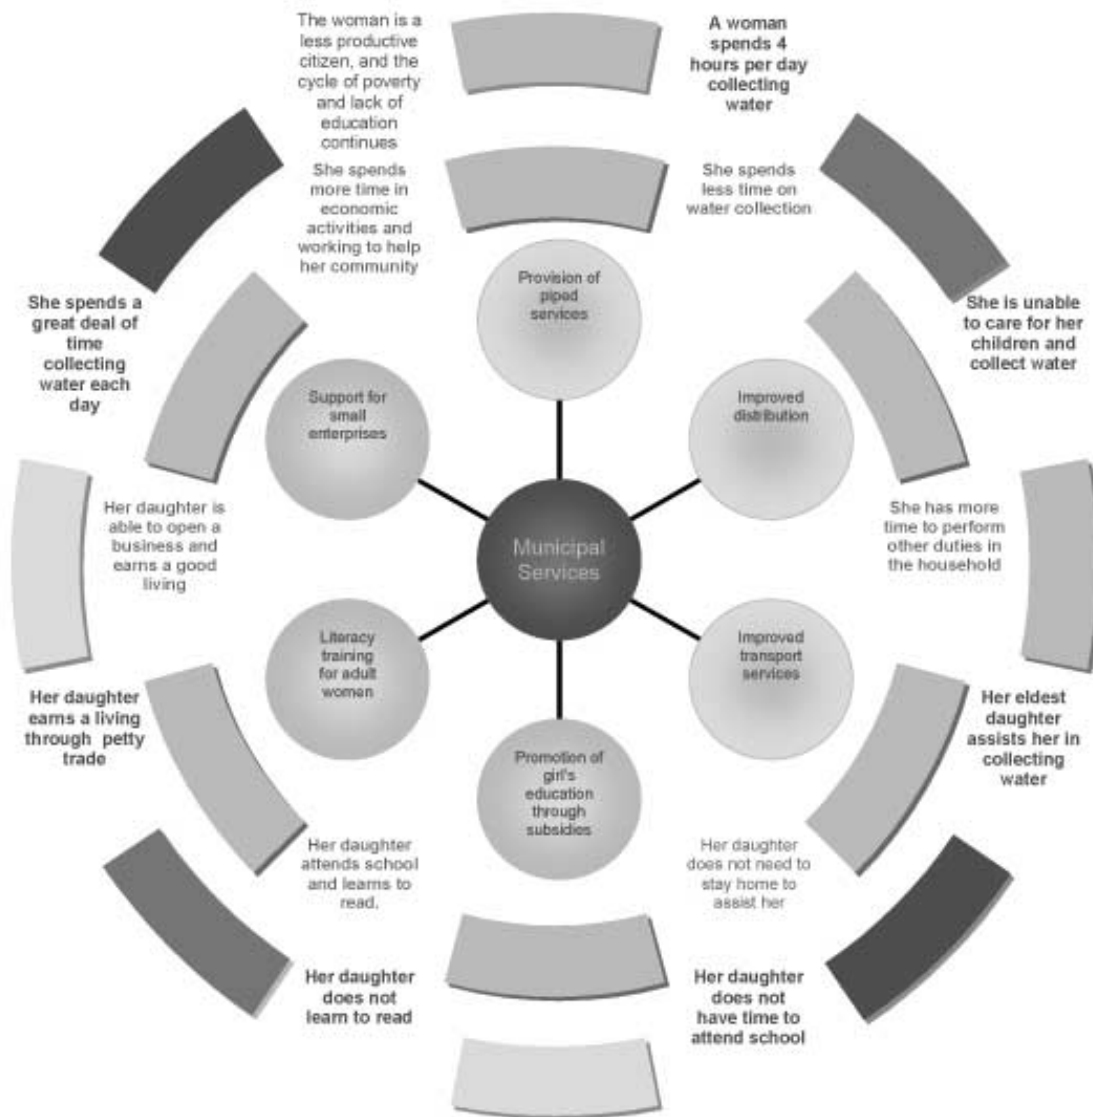 The woman is a
less productive
citizen, and the
cycle of poverty
and lack of
education
continues
A woman
spends 4
hours per day
collecting
water
She spends
more time in
economic
activities and
working to help
her community
She spends
less time on
water collection
Provision of
piped
services
She spends a
great deal of
time
collecting
water each
day
She is unable
to care for her
children and
collect water
Support for
small
enterprises
Improved
distribution
Her daughter is
able to open a
business and
earns a good
living
Municipal
Services
She has more
time to perform
other duties in
the household
Literacy
training
for adult
women
Improved
transport
services
Her daughter
earns a living
through petty
trade
Her eldest
daughter
assists her in
collecting
water
Promotion of
girl's
education
through
subsidies
Her daughter
attends school
and learns to
read.
Her daughter
does not need to
stay home to
assist her
Her daughter
does not
learn to read
Her daughter
does not
have time to
attend school